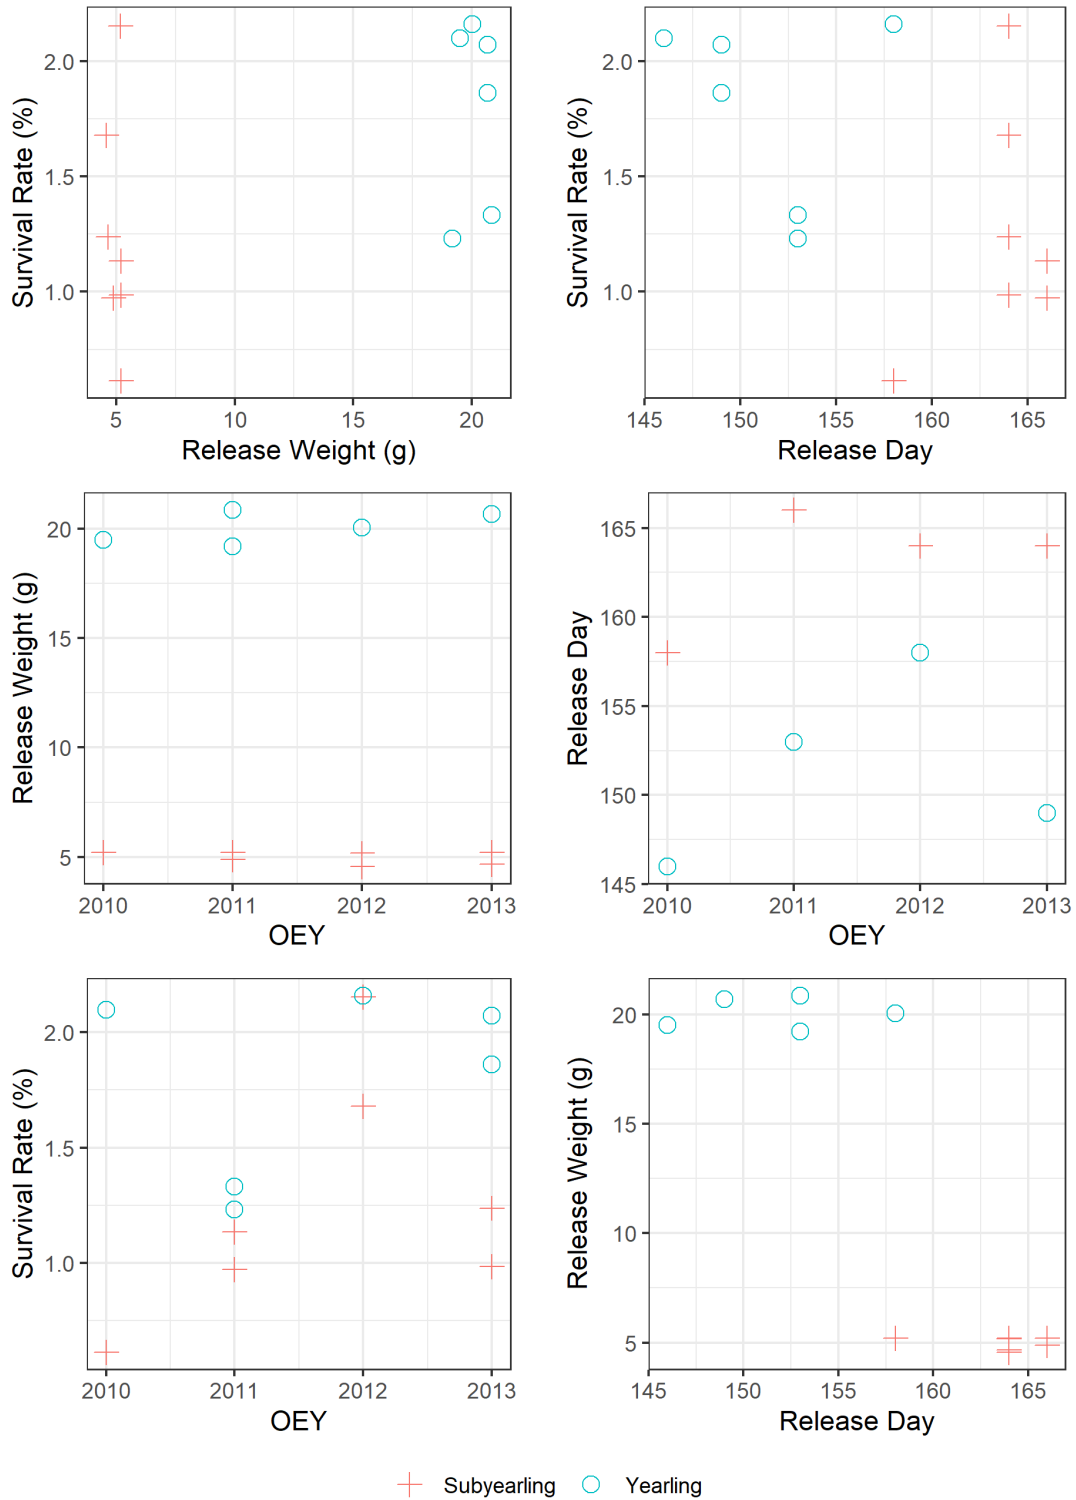 Survival Rate (%)
2.0
1.5
1.0
5 10 15 20
Release Weight (g)
Survival Rate (%)
2.0
1.5
1.0
145 150 155 160 165
Release Day
Release Weight (g)
20
15
10
5
2010 2011 2012 2013
OEY
Release Day
165
160
155
150
145
2010 2011 2012 2013
OEY
Survival Rate (%)
2.0
1.5
1.0
2010 2011 2012 2013
OEY
Release Weight (g)
20
15
10
5
145 150 155 160 165
Release Day
Subyearling Yearling